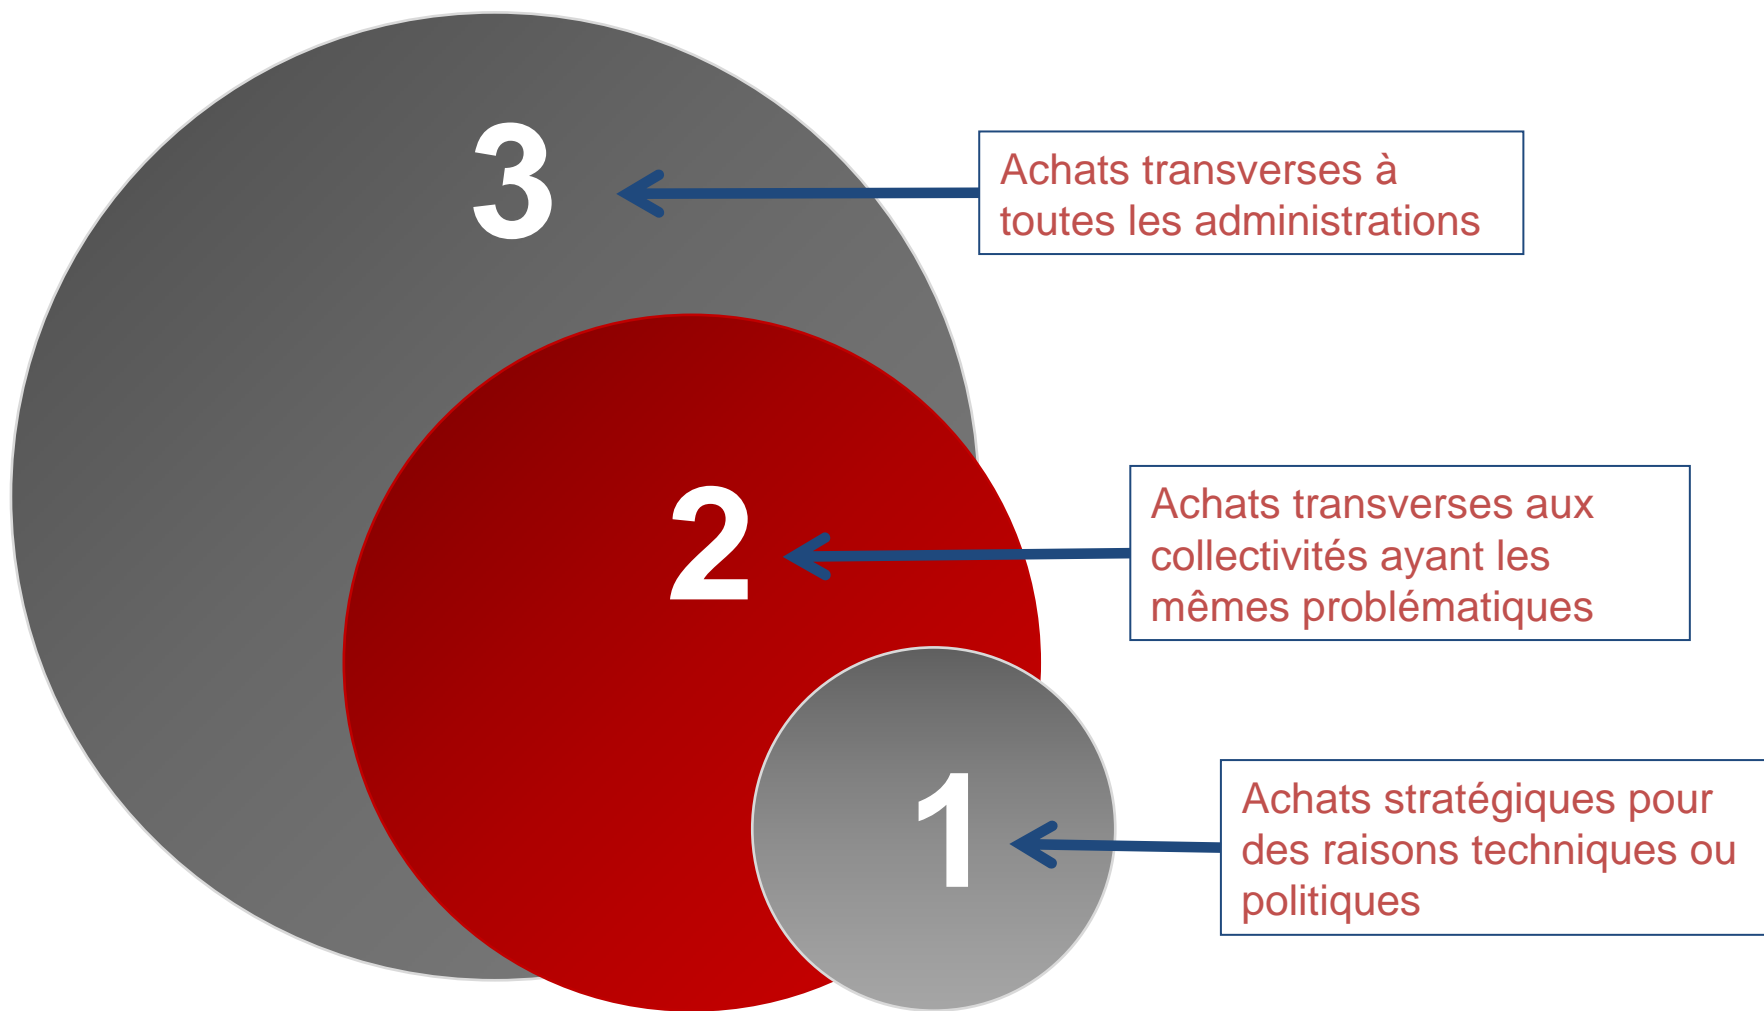 3
Achats transverses à
toutes les administrations
2
Achats transverses aux
collectivités ayant les
mêmes problématiques
1
Achats stratégiques pour
des raisons techniques ou
politiques